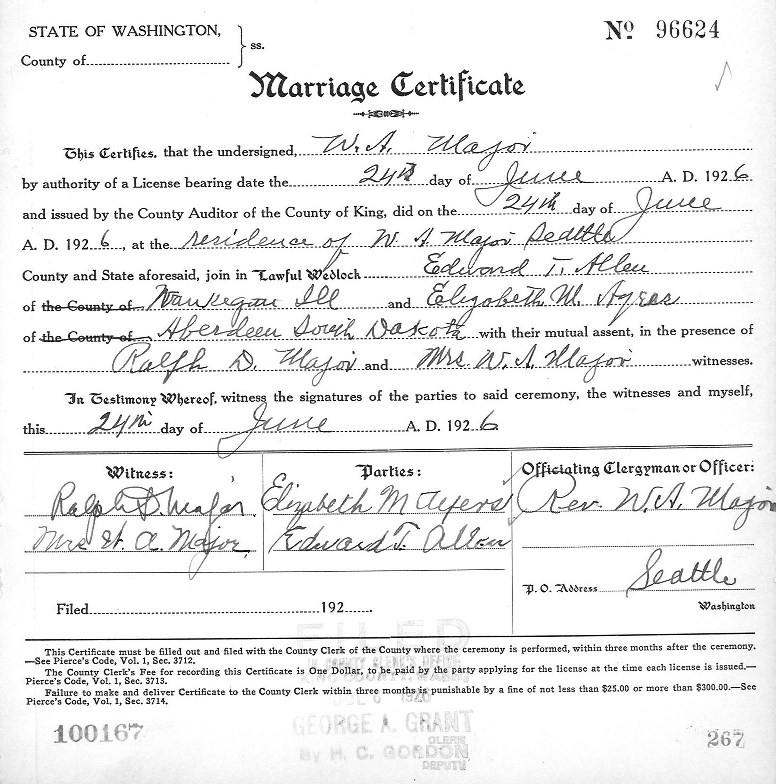 STATE OF WASHINGTON,
County of
ss.
No 96624
Marriage Certificate
This Certifies, that the undersigned, W. A. Major
by authority of a License bearing date the 24th day of June A. D. 1926
and issued by the County Auditor of the County of King, did on the 24th day of June
A. D. 1926, at the residence of W A Major Seattle
County and State aforesaid, join in Lawful Wedlock Edward T. Allen
of the County of Waukegan Ill and Elizabeth M. Ayers
of the County of Aberdeen South Dakota with their mutual assent, in the presence of
Ralph D. Major and Mrs W. A. Major witnesses.
In Testimony Whereof, witness the signatures of the parties to said ceremony, the witnesses and myself,
this 24th day of June A. D. 1926
Witness:
Ralph D. Major
Mrs W. A. Major
Parties:
Elizabeth M Ayers
Edward T. Allen
Officiating Clergyman or Officer:
Rev. W. A. Major
P. O. Address Seattle
Washington
Filed 192
This Certificate must be filled out and filed with the County Clerk of the County where the ceremony is performed, within three months after the ceremony.
—See Pierce's Code, Vol. 1, Sec. 3712.
The County Clerk's Fee for recording this Certificate is One Dollar, to be paid by the party applying for the license at the time each license is issued.—
Pierce's Code, Vol. 1, Sec. 3713.
Failure to make and deliver Certificate to the County Clerk within three months is punishable by a fine of not less than $25.00 or more than $300.00.—See
Pierce's Code, Vol. 1, Sec. 3714.
FILED
IN COUNTY CLERK'S OFFICE
KING COUNTY, WASH.
GEORGE A. GRANT
CLERK
By H. C. GORDON
DEPUTY
100167
267